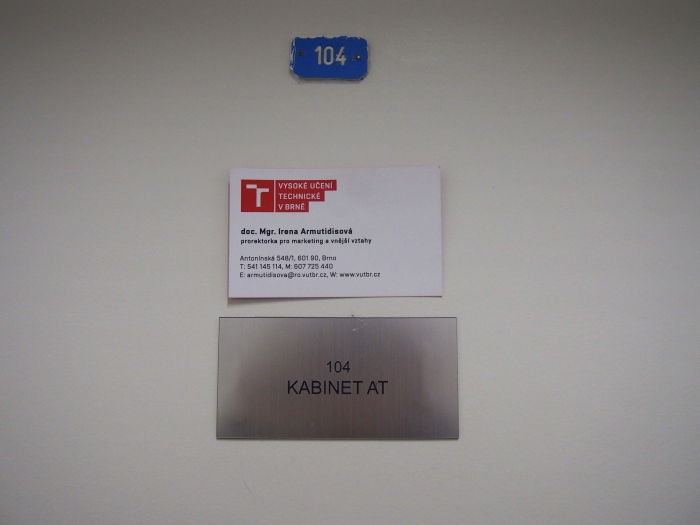 104
VYSOKÉ UČENÍ
TECHNICKÉ
V BRNĚ
doc. Mgr. Irena Armutidisová
prorektorka pro marketing a vnější vztahy
Antonínská 548/1, 601 90, Brno
T: 541 145 114, M: 607 725 440
E: armutidisova@ro.vutbr.cz, W: www.vutbr.cz
104
KABINET AT